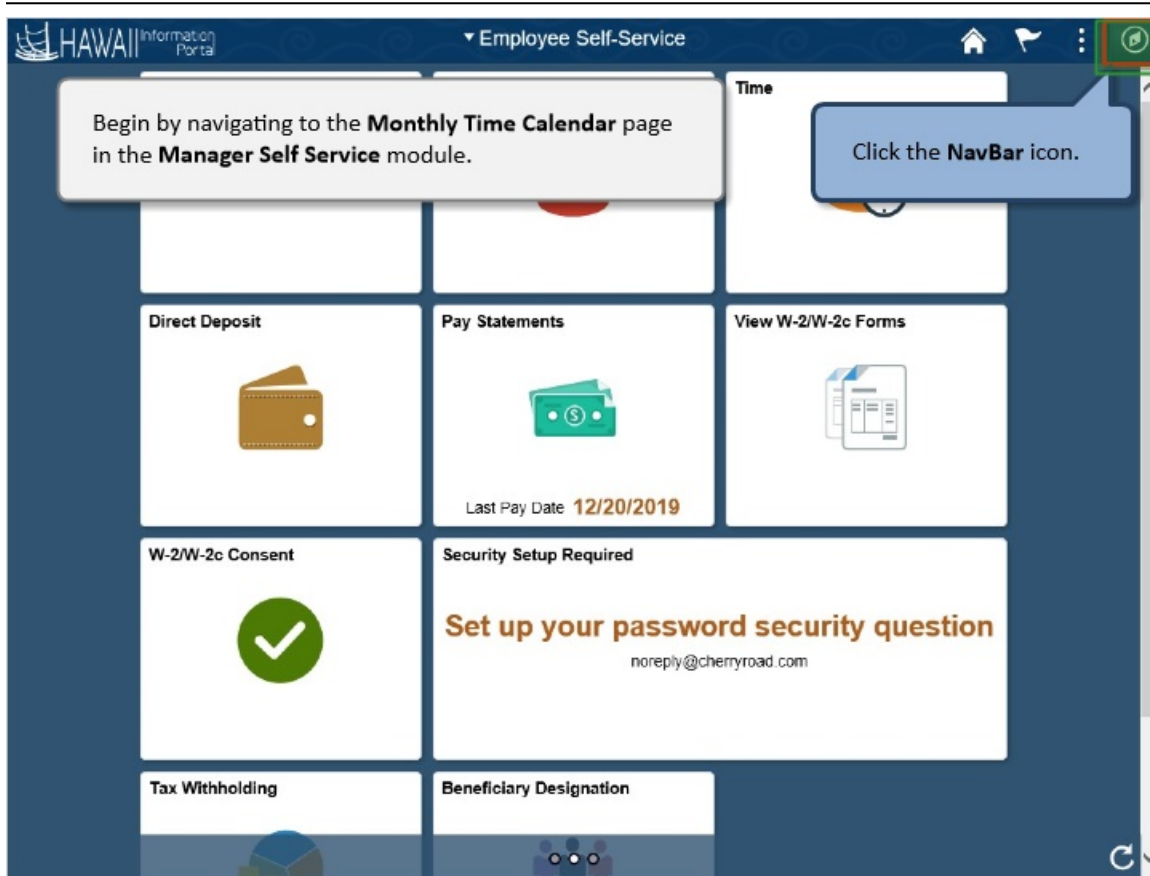 HAWAII Information
Portal
Employee Self-Service
Time
Begin by navigating to the Monthly Time Calendar page
in the Manager Self Service module.
Click the NavBar icon.
Direct Deposit
Pay Statements
View W-2/W-2c Forms
Last Pay Date 12/20/2019
W-2/W-2c Consent
Security Setup Required
Set up your password security question
noreply@cherryroad.com
Tax Withholding
Beneficiary Designation